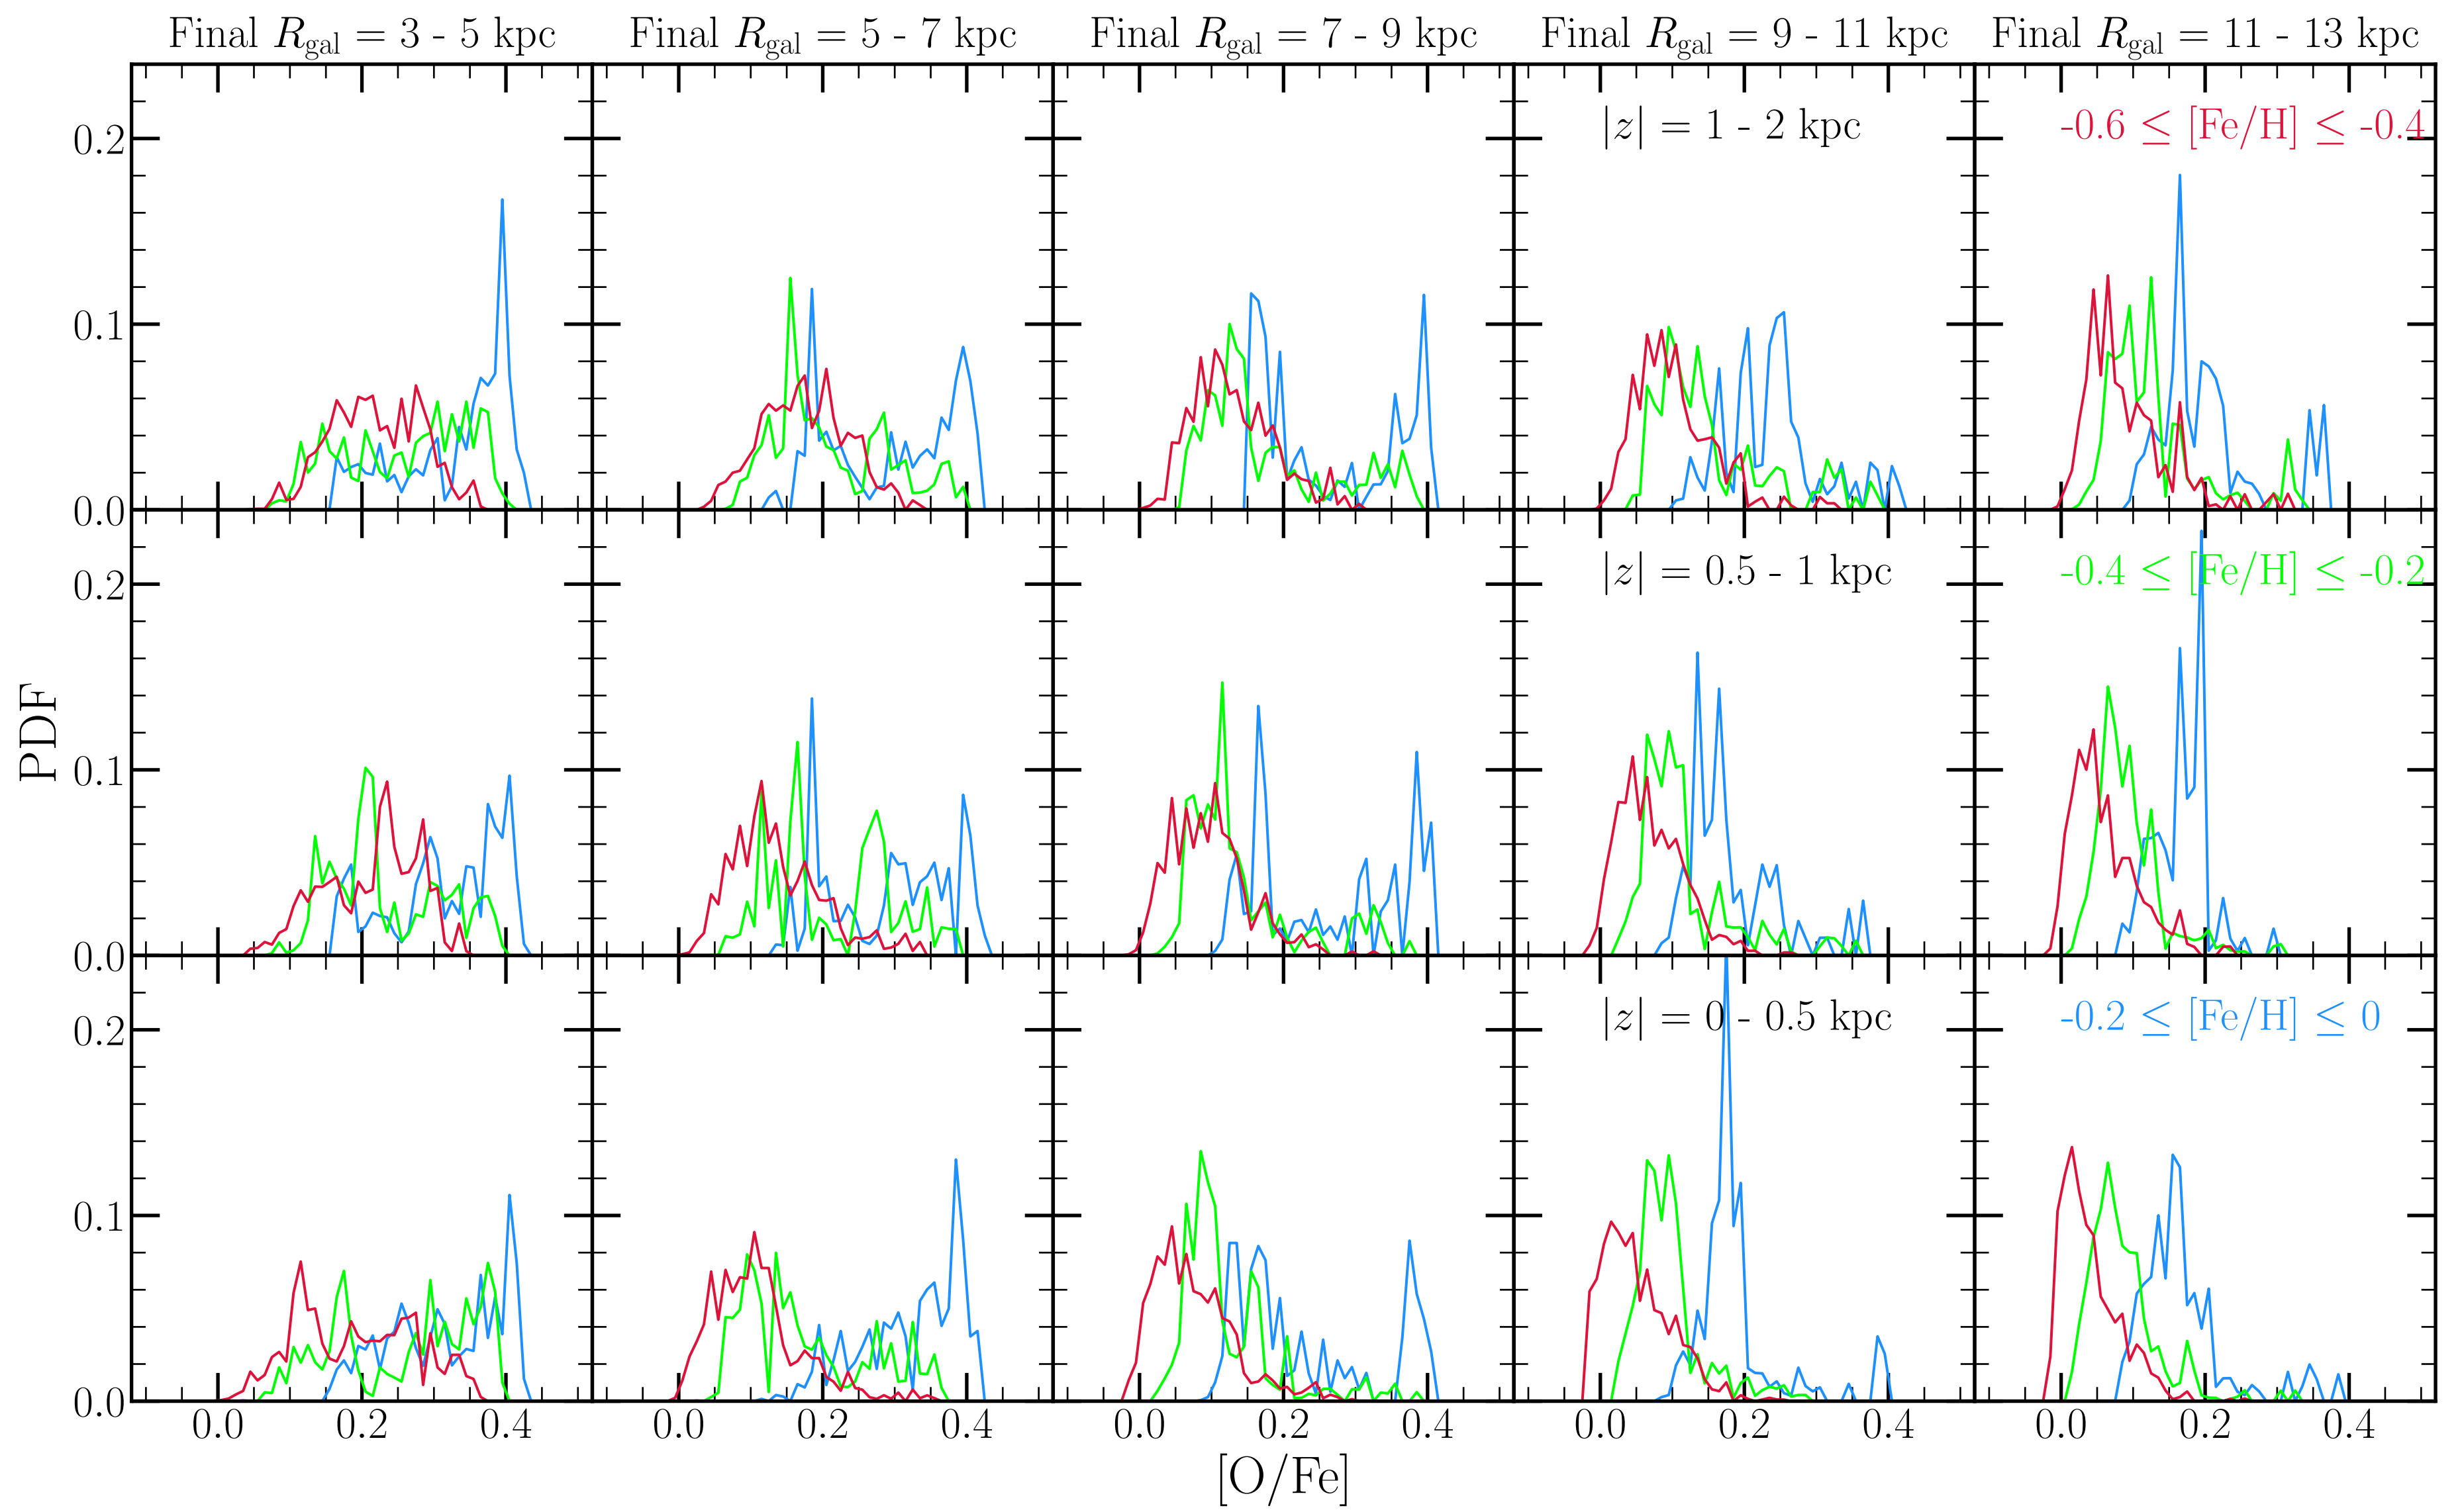 Final R_gal = 3 - 5 kpc
Final R_gal = 5 - 7 kpc
Final R_gal = 7 - 9 kpc
Final R_gal = 9 - 11 kpc
Final R_gal = 11 - 13 kpc
|z| = 1 - 2 kpc
-0.6 ≤ [Fe/H] ≤ -0.4
0.2
0.1
0.0
|z| = 0.5 - 1 kpc
-0.4 ≤ [Fe/H] ≤ -0.2
0.2
0.1
0.0
PDF
|z| = 0 - 0.5 kpc
-0.2 ≤ [Fe/H] ≤ 0
0.2
0.1
0.0
0.0 0.2 0.4
0.0 0.2 0.4
0.0 0.2 0.4
0.0 0.2 0.4
0.0 0.2 0.4
[O/Fe]